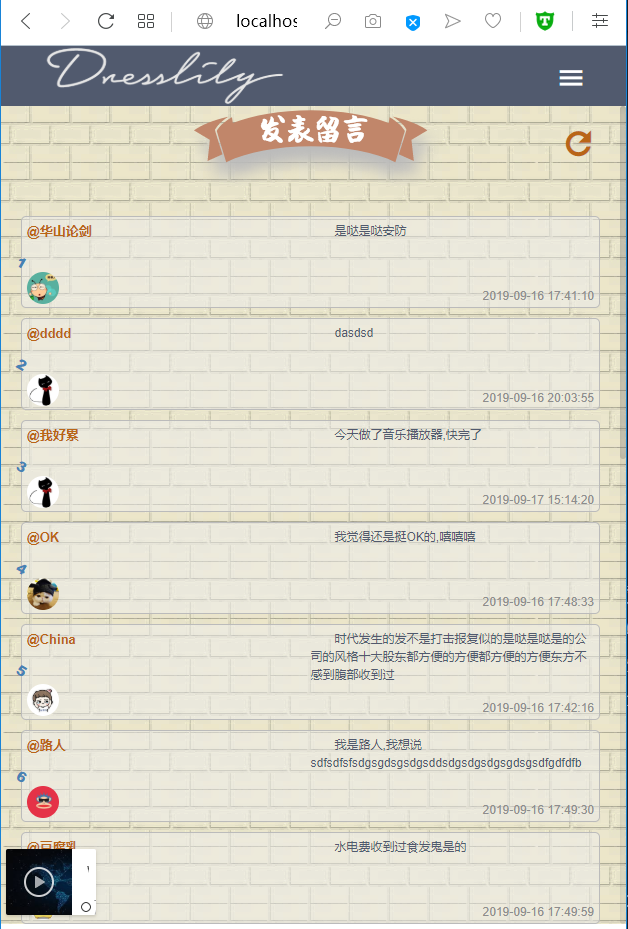 localhos
Dresslily
发表留言
@华山论剑
是哒是哒安防
1
2019-09-16 17:41:10
@dddd
dasdsd
2
2019-09-16 20:03:55
@我好累
今天做了音乐播放器,快完了
3
2019-09-17 15:14:20
@OK
我觉得还是挺OK的,嘻嘻嘻
4
2019-09-16 17:48:33
@China
时代发生的发不是打击报复似的是哒是哒是的公
司的风格十大股东都方便的方便都方便的方便东方不
感到腹部收到过
5
2019-09-16 17:42:16
@路人
我是路人,我想说
sdfsdfsfsdgsgdsgsdgsddsdgsdgsdgsgdsgsdfgdfdfb
6
2019-09-16 17:49:30
@豆腐乳
水电费收到过食发鬼是的
2019-09-16 17:49:59